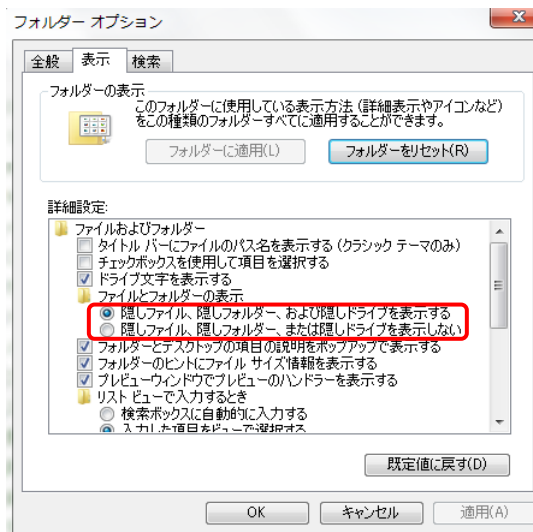 フォルダー オプション
全般
表示
検索
フォルダーの表示
このフォルダーに使用している表示方法 (詳細表示やアイコンなど)
をこの種類のフォルダーすべてに適用することができます。
フォルダーに適用(L)
フォルダーをリセット(R)
詳細設定:
ファイルおよびフォルダー
タイトル バーにファイルのパス名を表示する (クラシック テーマのみ)
チェックボックスを使用して項目を選択する
ドライブ文字を表示する
ファイルとフォルダーの表示
隠しファイル、隠しフォルダー、および隠しドライブを表示する
隠しファイル、隠しフォルダー、または隠しドライブを表示しない
フォルダーとデスクトップの項目の説明をポップアップで表示する
フォルダーのヒントにファイル サイズ情報を表示する
プレビューウィンドウでプレビューのハンドラーを表示する
リスト ビューで入力するとき
検索ボックスに自動的に入力する
入力した項目をビューで選択する
既定値に戻す(D)
OK
キャンセル
適用(A)